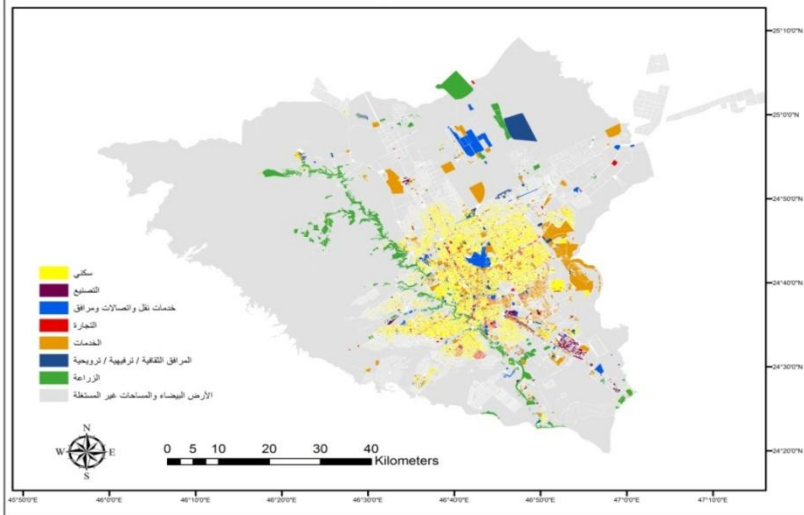 25°10'0"N
25°0'0"N
24°50'0"N
24°40'0"N
24°30'0"N
24°20'0"N
سكني
التصنيع
خدمات نقل واتصالات ومرافق
التجارة
الخدمات
المرافق الثقافية / ترفيهية / ترويحية
الزراعة
الأرض البيضاء والمساحات غير المستغلة
N
W E
S
0 5 10 20 30 40
Kilometers
45°50'0"E 46°0'0"E 46°10'0"E 46°20'0"E 46°30'0"E 46°40'0"E 46°50'0"E 47°0'0"E 47°10'0"E